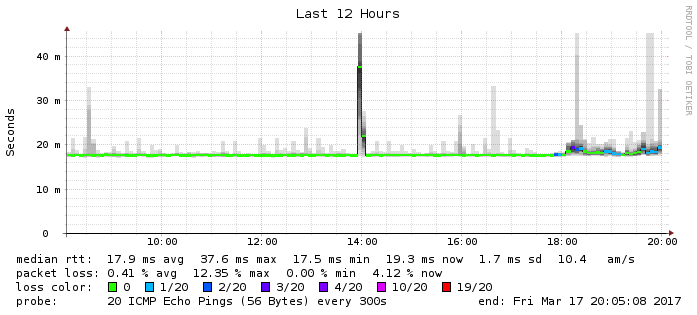 Last 12 Hours
RRDTOOL / TOBI OETIKER
Seconds
40 m
30 m
20 m
10 m
0
10:00 12:00 14:00 16:00 18:00 20:00
median rtt: 17.9 ms avg 37.6 ms max 17.5 ms min 19.3 ms now 1.7 ms sd 10.4 am/s
packet loss: 0.41 % avg 12.35 % max 0.00 % min 4.12 % now
loss color: 0 1/20 2/20 3/20 4/20 10/20 19/20
probe: 20 ICMP Echo Pings (56 Bytes) every 300s end: Fri Mar 17 20:05:08 2017